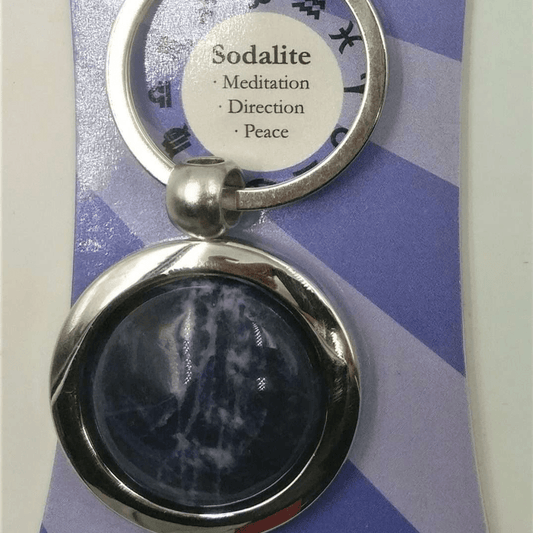 Sodalite
· Meditation
· Direction
· Peace